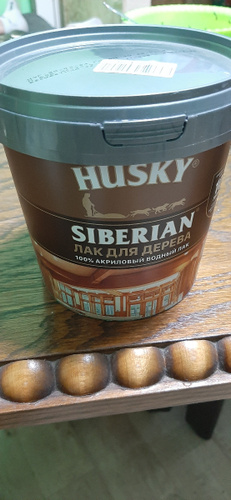 HUSKY®
SIBERIAN
ЛАК ДЛЯ ДЕРЕВА
100% АКРИЛОВЫЙ ВОДНЫЙ ЛАК